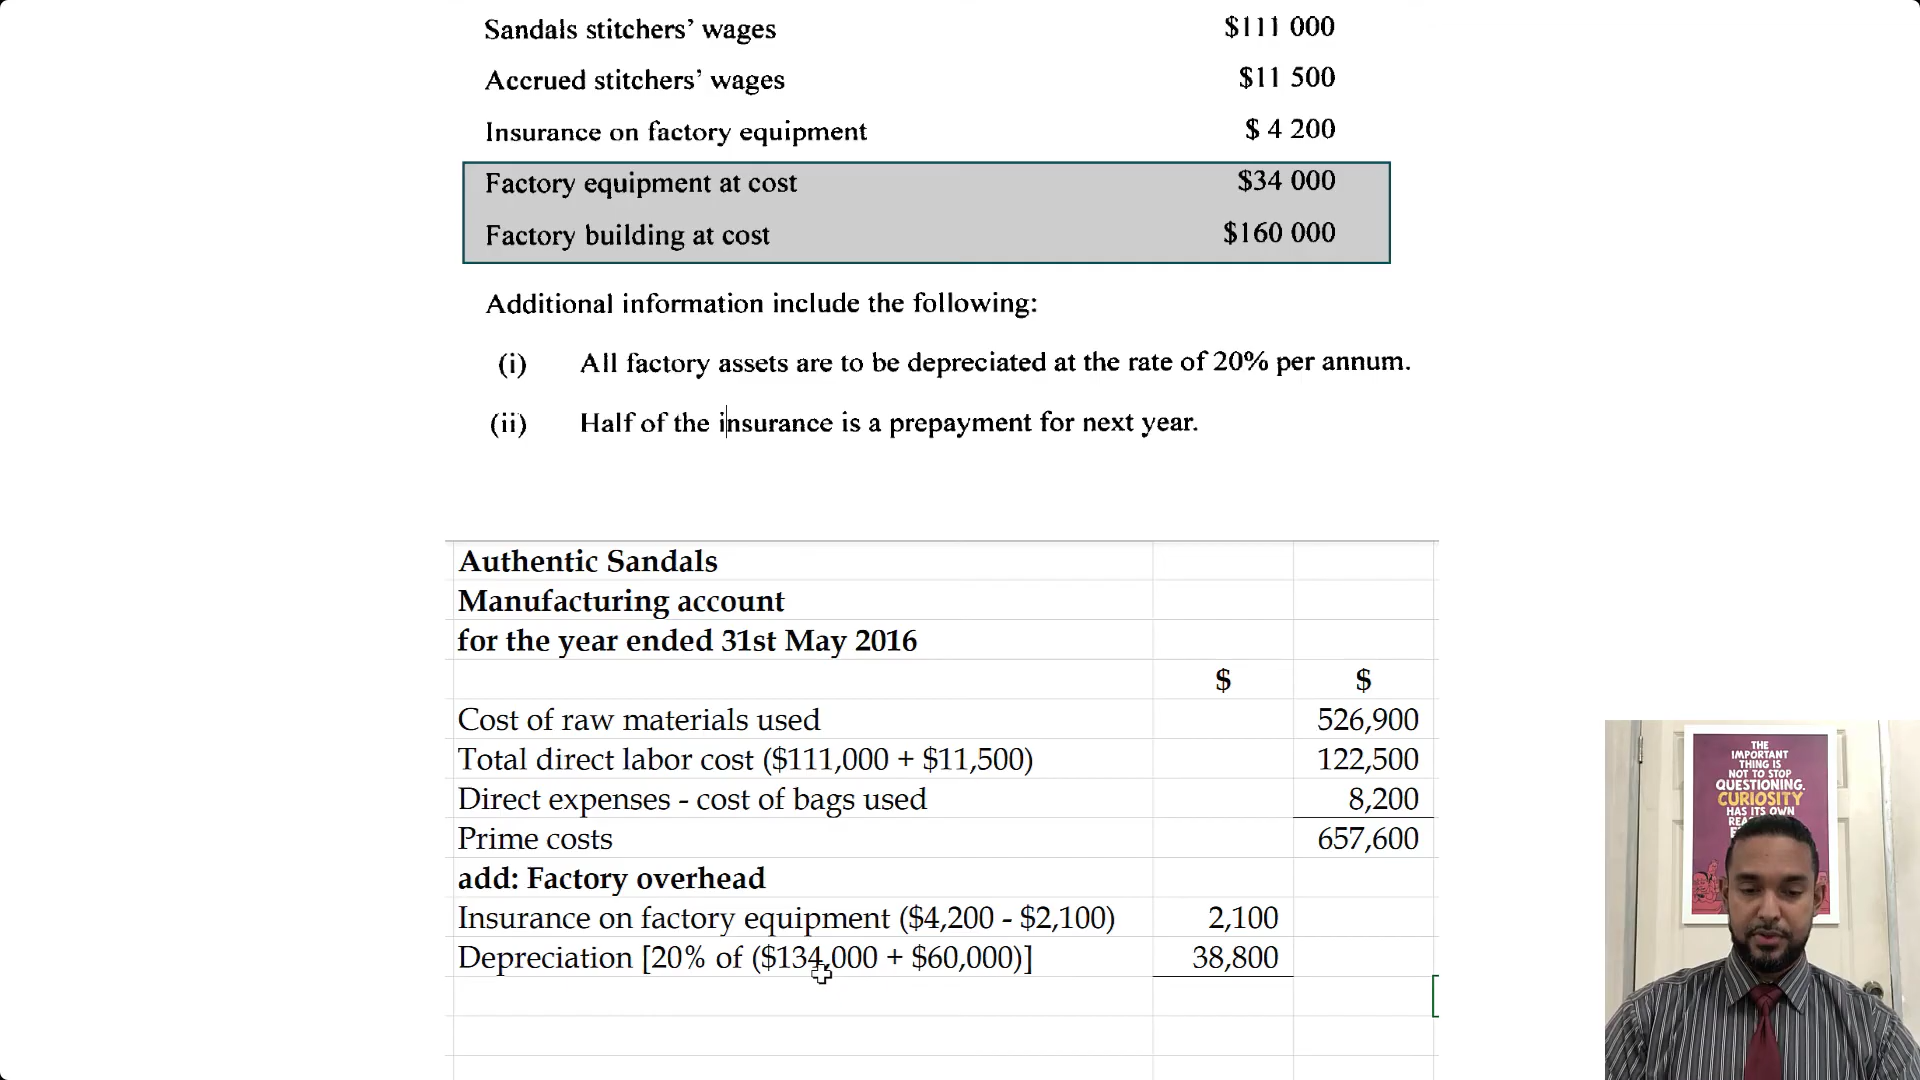 Sandals stitchers’ wages $111 000
Accrued stitchers’ wages $11 500
Insurance on factory equipment $ 4 200
Factory equipment at cost $34 000
Factory building at cost $160 000
Additional information include the following:
(i) All factory assets are to be depreciated at the rate of 20% per annum.
(ii) Half of the insurance is a prepayment for next year.
Authentic Sandals
Manufacturing account
for the year ended 31st May 2016
$ $
Cost of raw materials used 526,900
Total direct labor cost ($111,000 + $11,500) 122,500
Direct expenses - cost of bags used 8,200
Prime costs 657,600
add: Factory overhead
Insurance on factory equipment ($4,200 - $2,100) 2,100
Depreciation [20% of ($134,000 + $60,000)] 38,800
THE
IMPORTANT
THING IS
NOT TO STOP
QUESTIONING.
CURIOSITY
HAS ITS OWN